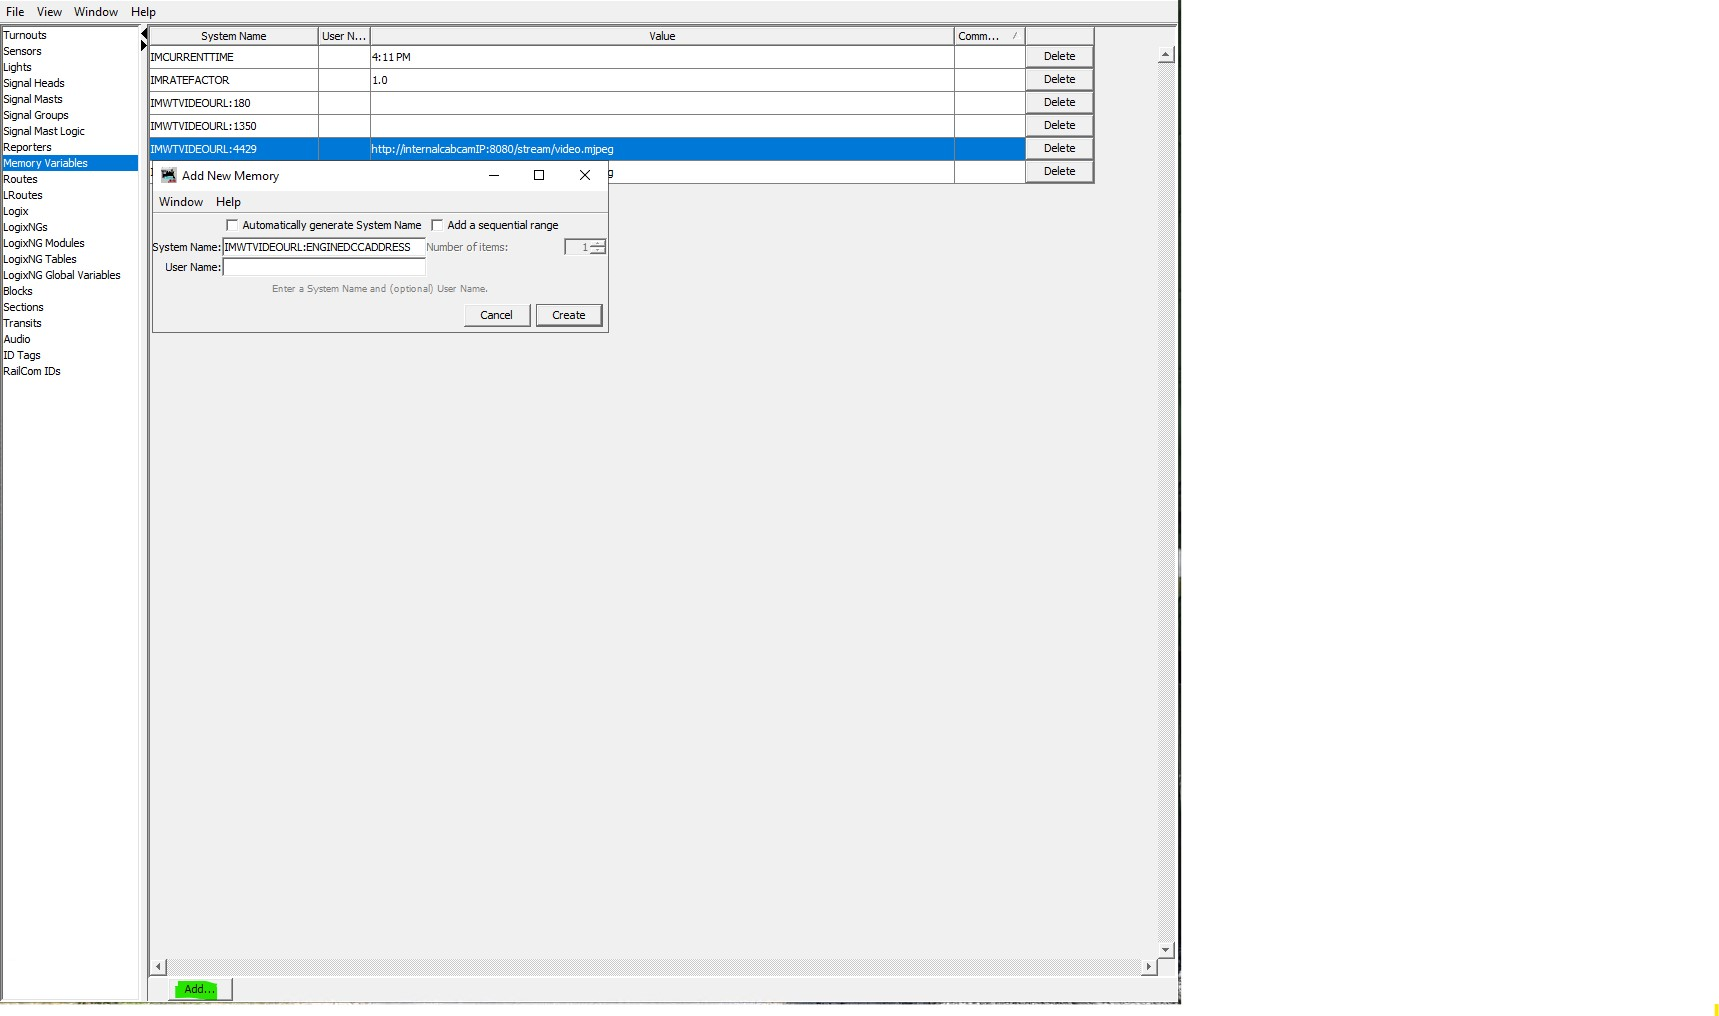 File View Window Help
Turnouts
Sensors
Lights
Signal Heads
Signal Masts
Signal Groups
Signal Mast Logic
Reporters
Memory Variables
Routes
LRoutes
Logix
LogixNGs
LogixNG Modules
LogixNG Tables
LogixNG Global Variables
Blocks
Sections
Transits
Audio
ID Tags
RailCom IDs
System Name User N... Value Comm...
IMCURRENTTIME 4:11 PM Delete
IMRATEFACTOR 1.0 Delete
IMWTVIDEOURL:180 Delete
IMWTVIDEOURL:1350 Delete
IMWTVIDEOURL:4429 http://internalcabcamIP:8080/stream/video.mjpeg Delete
g Delete
Add New Memory
Window Help
Automatically generate System Name Add a sequential range
System Name: IMWTVIDEOURL:ENGINEDCCADDRESS Number of items: 1
User Name:
Enter a System Name and (optional) User Name.
Cancel Create
Add...